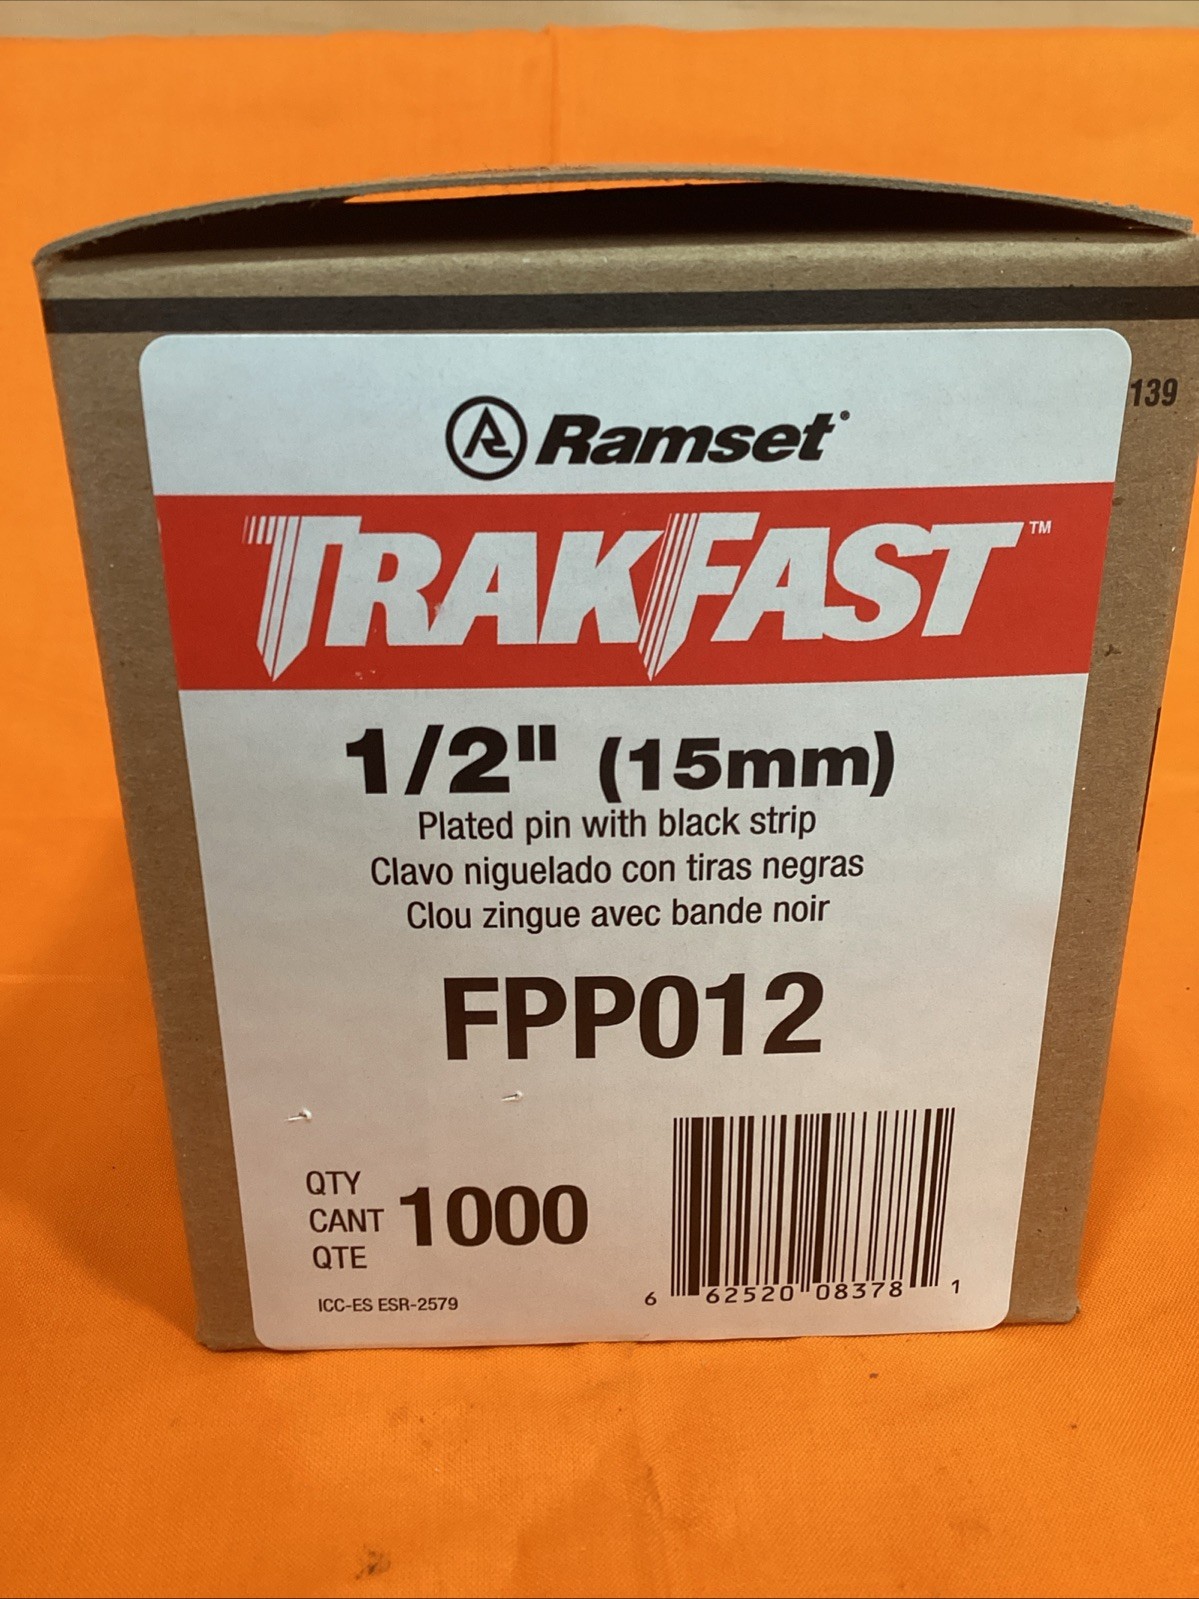 139
Ramset®
TRAKFAST™
1/2" (15mm)
Plated pin with black strip
Clavo niguelado con tiras negras
Clou zingue avec bande noir
FPP012
QTY
CANT 1000
QTE
ICC-ES ESR-2579
6 62520 08378 1